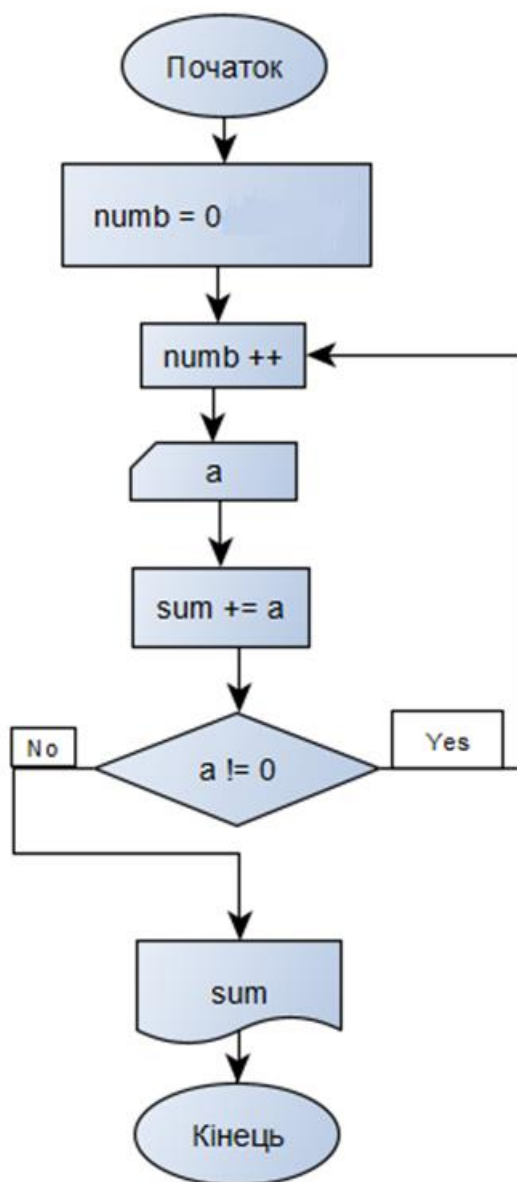 Початок
numb = 0
numb ++
a
sum += a
a != 0
No
Yes
sum
Кінець